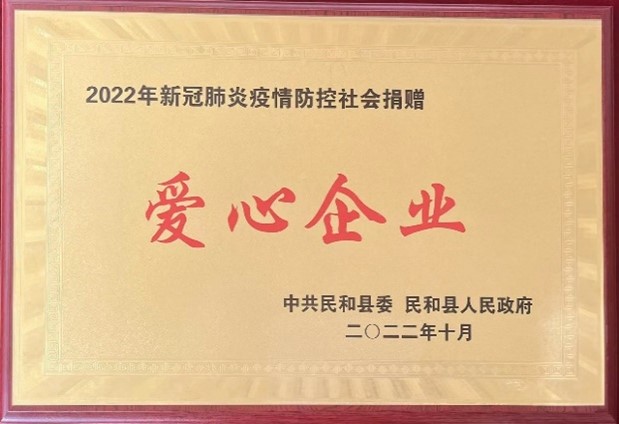 2022年新冠肺炎疫情防控社会捐赠
爱心企业
中共民和县委 民和县人民政府
二〇二二年十月